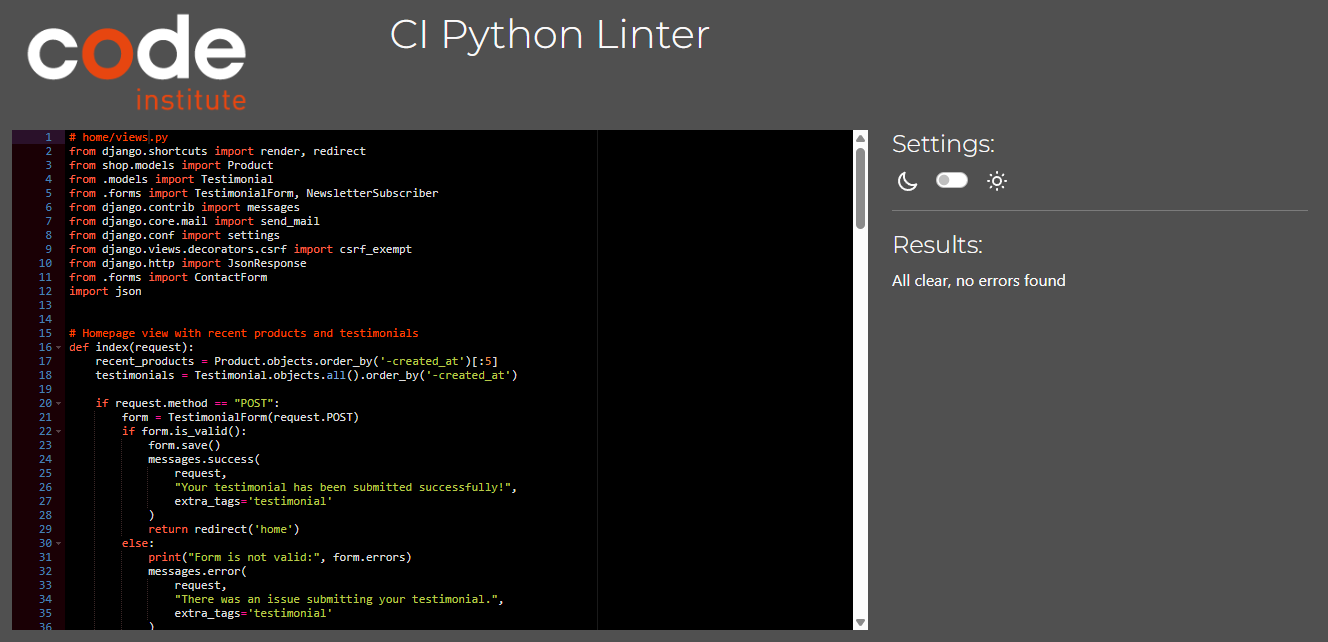 code
institute
CI Python Linter
1 # home/views.py
2 from django.shortcuts import render, redirect
3 from shop.models import Product
4 from .models import Testimonial
5 from .forms import TestimonialForm, NewsletterSubscriber
6 from django.contrib import messages
7 from django.core.mail import send_mail
8 from django.conf import settings
9 from django.views.decorators.csrf import csrf_exempt
10 from django.http import JsonResponse
11 from .forms import ContactForm
12 import json
13
14
15 # Homepage view with recent products and testimonials
16 def index(request):
17     recent_products = Product.objects.order_by('-created_at')[:5]
18     testimonials = Testimonial.objects.all().order_by('-created_at')
19
20     if request.method == "POST":
21         form = TestimonialForm(request.POST)
22         if form.is_valid():
23             form.save()
24             messages.success(
25                 request,
26                 "Your testimonial has been submitted successfully!",
27                 extra_tags='testimonial'
28             )
29             return redirect('home')
30         else:
31             print("Form is not valid:", form.errors)
32             messages.error(
33                 request,
34                 "There was an issue submitting your testimonial.",
35                 extra_tags='testimonial'
36             )
Settings:
Results:
All clear, no errors found